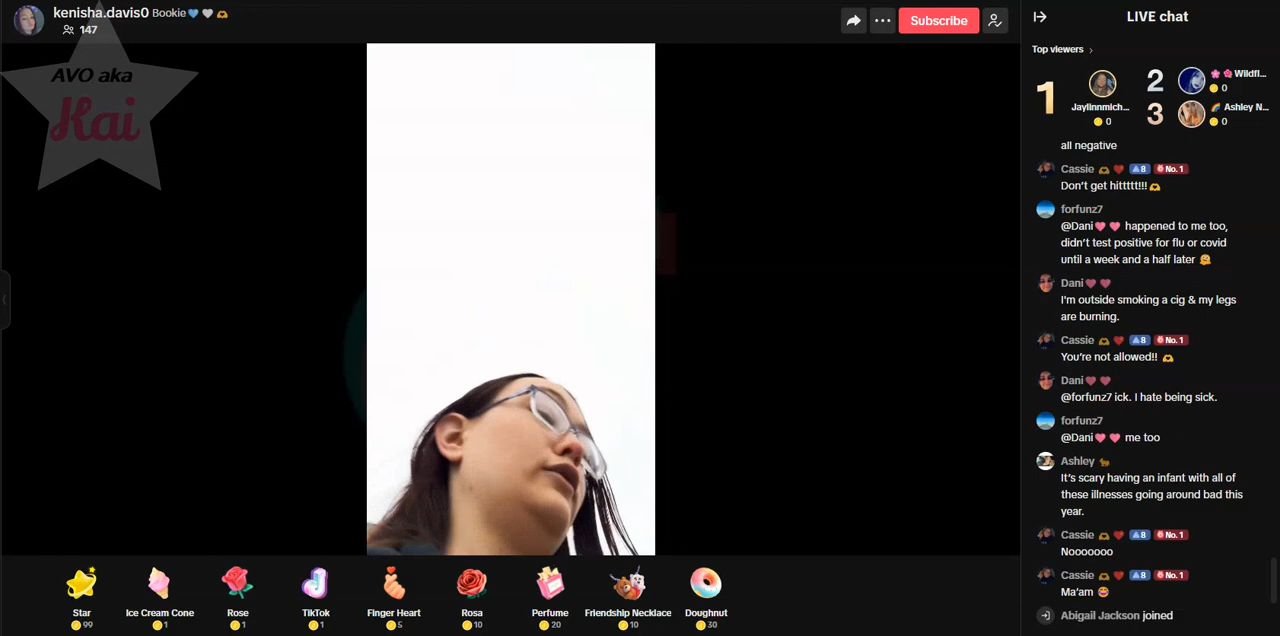 kenisha.davis0 Bookie💙🤍🫶
147
Subscribe
AVO aka
Kai
LIVE chat
Top viewers
1
Jaylinnmich...
0
2
🌸🌺 Wildfl...
0
3
🌈 Ashley N...
0
all negative
Cassie 🫶❤️ 8 No. 1
Don't get hittttt!!!🫶
forfunz7
@Dani💗💗 happened to me too,
didn't test positive for flu or covid
until a week and a half later 🤗
Dani💗💗
I'm outside smoking a cig & my legs
are burning.
Cassie 🫶❤️ 8 No. 1
You're not allowed!! 🫶
Dani💗💗
@forfunz7 ick. I hate being sick.
forfunz7
@Dani💗💗 me too
Ashley 🐆
It's scary having an infant with all of
these illnesses going around bad this
year.
Cassie 🫶❤️ 8 No. 1
Nooooooo
Cassie 🫶❤️ 8 No. 1
Ma'am 🤩
Abigail Jackson joined
Star
99
Ice Cream Cone
1
Rose
1
TikTok
1
Finger Heart
5
Rosa
10
Perfume
20
Friendship Necklace
10
Doughnut
30